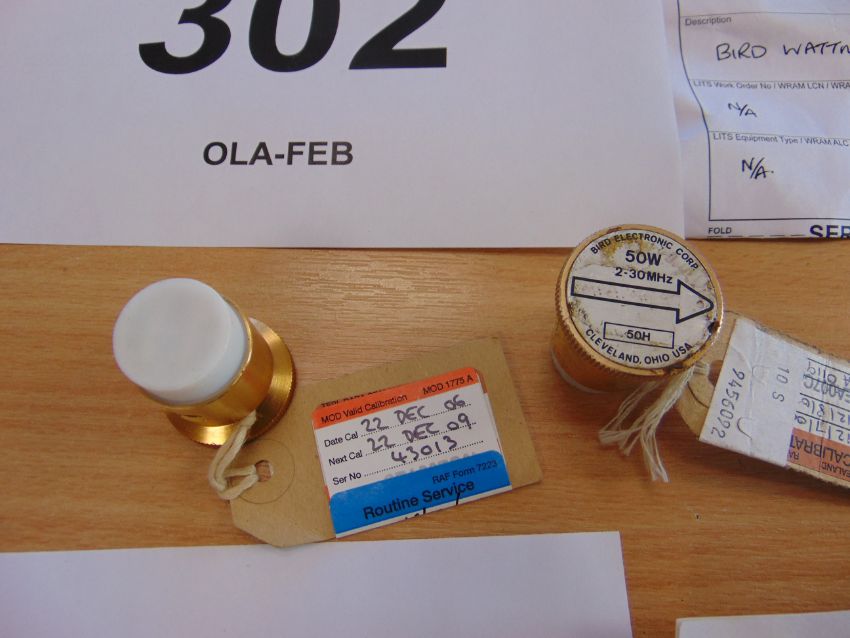 302
OLA-FEB
Description
BIRD
LITS Work Order No / WRAM LCN /
N/A
LITS Equipment Type / WRAM ALC
N/A.
FOLD
BIRD ELECTRONIC CORP
50W
2-30MHz
50H
CLEVELAND, OHIO USA
MOD Valid Calibration MOD 1775 A
Date Cal 22 DEC 06
Next Cal 22 DEC 09
Ser No 43013
RAF Form 7223
Routine Service
9456092
10 S